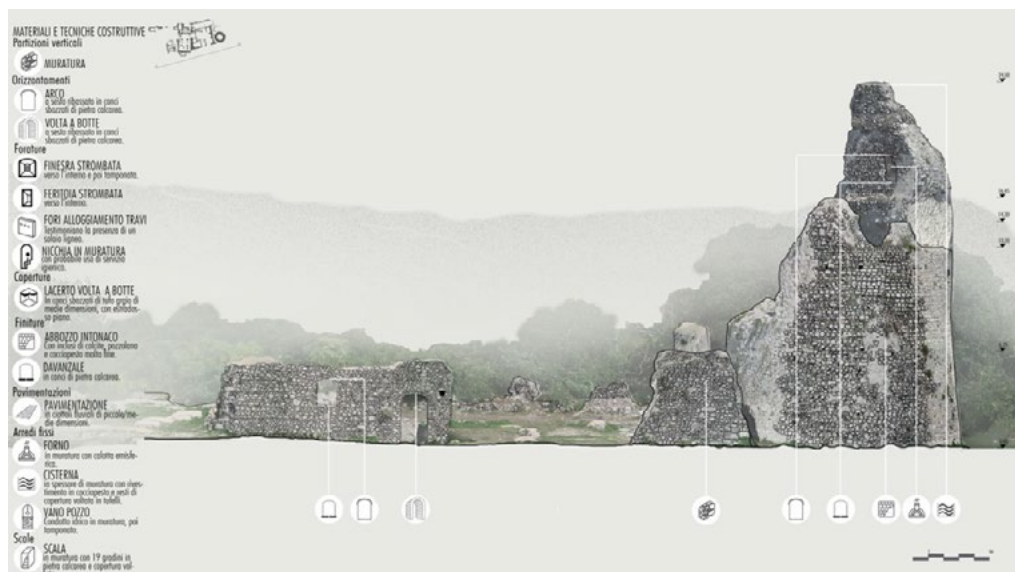 MATERIALI E TECNICHE COSTRUTTIVE
Partizioni verticali
MURATURA
Orizzontamenti
ARCO
a sesto ribassato in conci
sbozzati di pietra calcarea.
VOLTA A BOTTE
a sesto ribassato in conci
sbozzati di pietra calcarea.
Forature
FINESRA STROMBATA
verso l'interno e poi tamponata.
FERITOIA STROMBATA
verso l'interno.
FORI ALLOGGIAMENTO TRAVI
Testimoniano la presenza di un
solaio ligneo.
NICCHIA IN MURATURA
con probabile uso di servizio
igienico.
Coperture
LACERTO VOLTA A BOTTE
In conci sbozzati di tufo grigio di
medie dimensioni, con estrados-
so piano.
Finiture
ABBOZZO INTONACO
Con inclusi di calcite, pozzolana
e cocciopesto molto fine.
DAVANZALE
in conci di pietra calcarea.
Pavimentazioni
PAVIMENTAZIONE
in ciottoli fluviali di piccole/me-
die dimensioni.
Arredi fissi
FORNO
in muratura con calotta emisfe-
rica.
CISTERNA
in spessore di muratura con rives-
timento in cocciopesto e resti di
copertura voltata in tufelli.
VANO POZZO
Condotto idrico in muratura, poi
tamponato.
Scale
SCALA
in muratura con 19 gradini in
pietra calcarea e copertura vol-